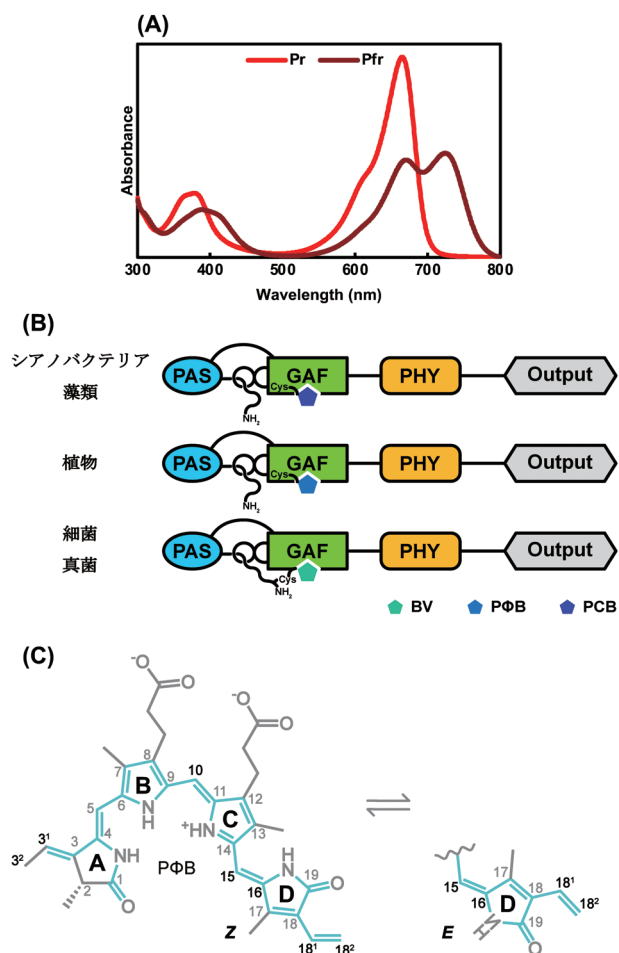 (A)
Pr Pfr
Absorbance
300 400 500 600 700 800
Wavelength (nm)
(B)
シアノバクテリア
藻類
PAS Cys GAF PHY Output
NH2
植物
PAS Cys GAF PHY Output
NH2
細菌
真菌
PAS GAF PHY Output
Cys
NH2
BV PΦB PCB
(C)
-O O
-O O
8 10
7 B 9 11 12
5 6 N H +HN C 13
3¹ 4 14
3² 3 A NH PΦB 15 H N 19 O
2 1 16 D
O 17 18
Z 18¹ 18²
15 17 18 18¹
16 D 18²
E N H 19
O